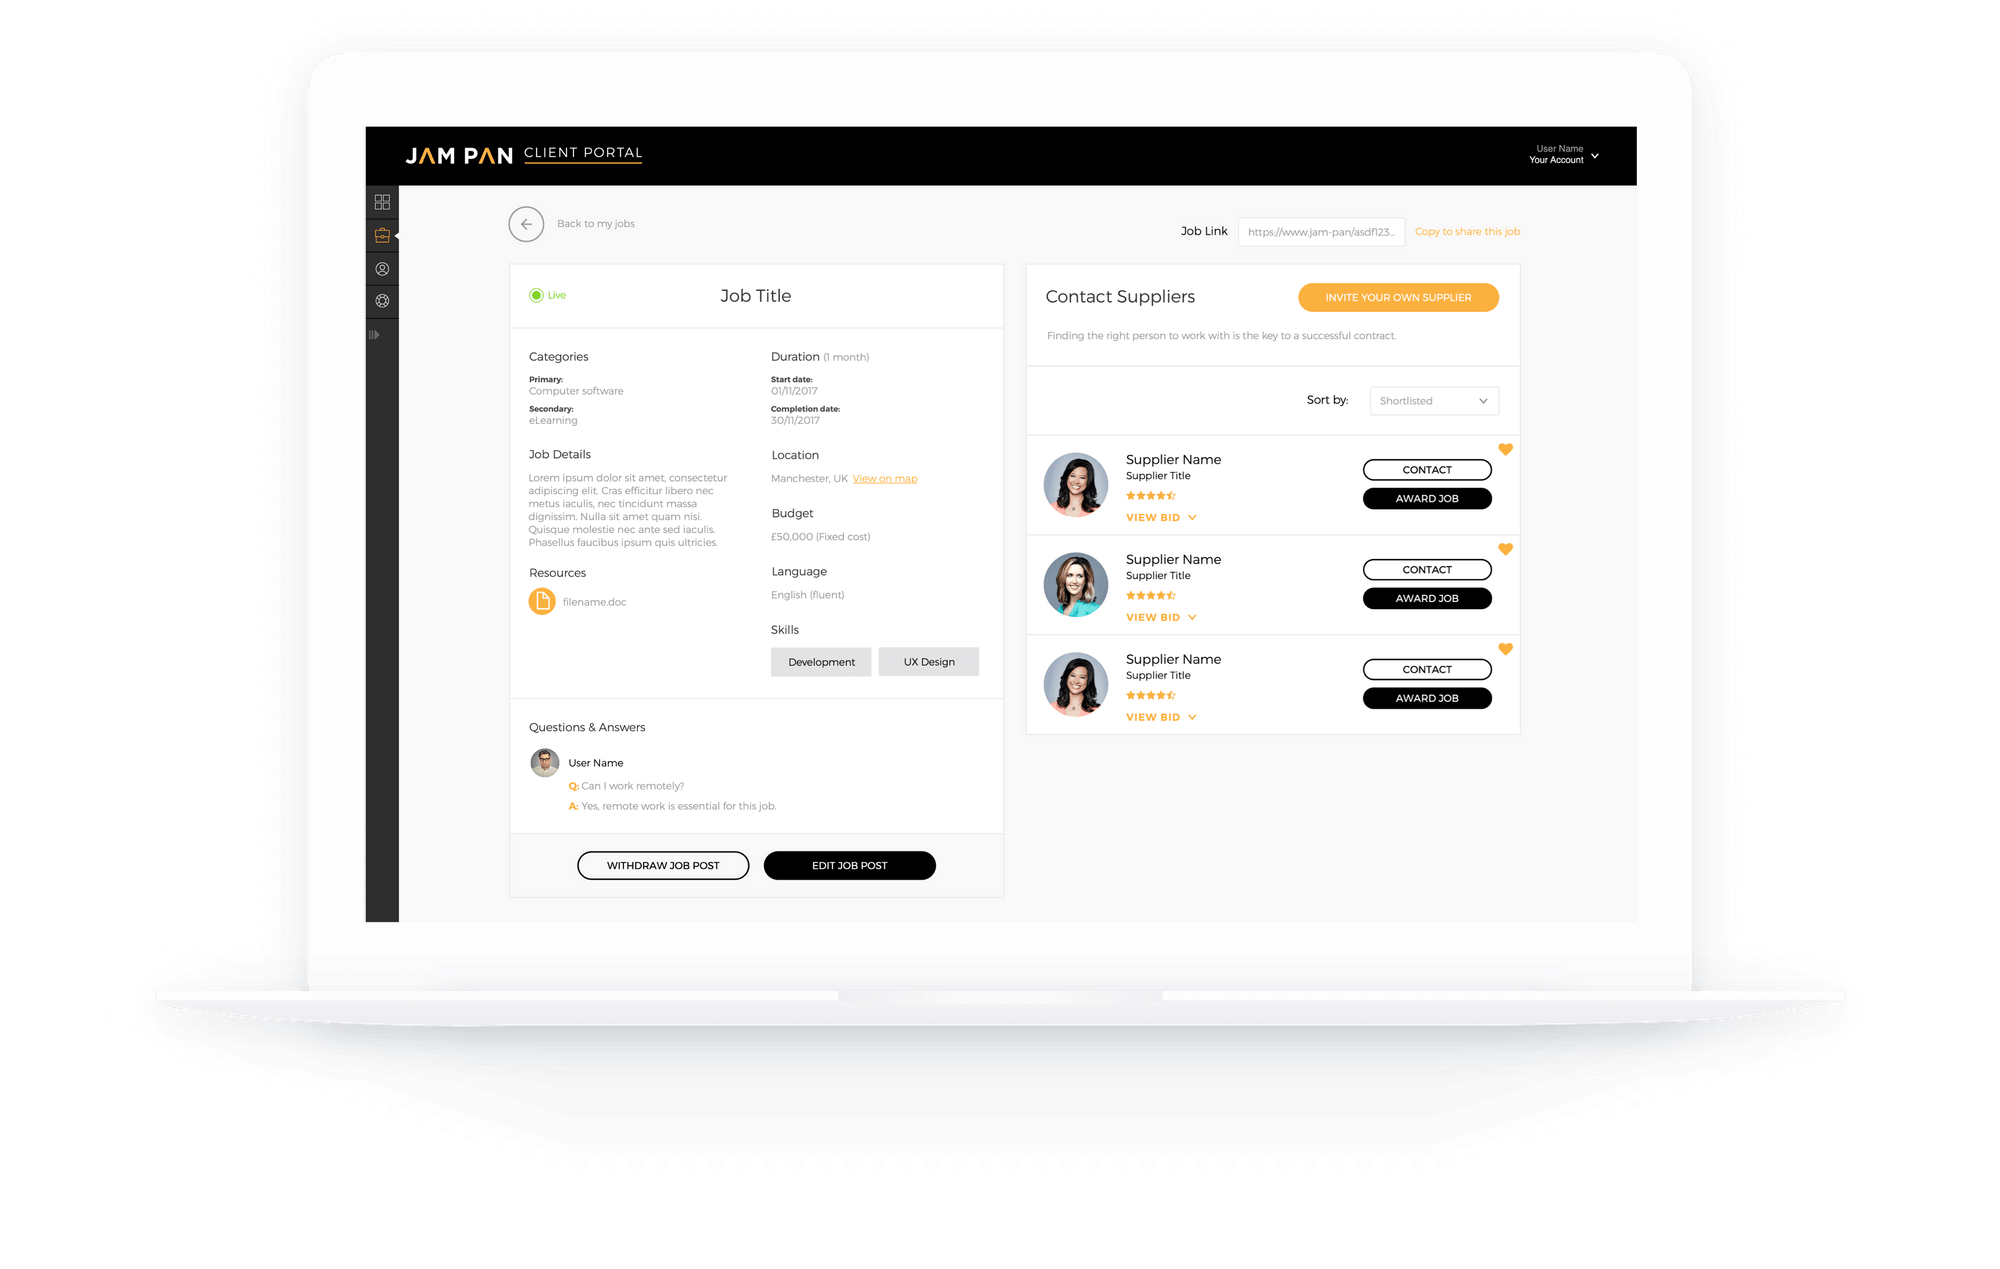 JAM PAN CLIENT PORTAL
User Name
Your Account
Back to my jobs
Job Link https://www.jam-pan/asdf123... Copy to share this job
Live
Job Title
Categories
Primary:
Computer software
Secondary:
eLearning
Job Details
Lorem ipsum dolor sit amet, consectetur
adipiscing elit. Cras efficitur libero nec
metus iaculis, nec tincidunt massa
dignissim. Nulla sit amet quam nisi.
Quisque molestie nec ante sed iaculis.
Phasellus faucibus ipsum quis ultricies.
Resources
filename.doc
Duration (1 month)
Start date:
01/11/2017
Completion date:
30/11/2017
Location
Manchester, UK View on map
Budget
£50,000 (Fixed cost)
Language
English (fluent)
Skills
Development UX Design
Questions & Answers
User Name
Q: Can I work remotely?
A: Yes, remote work is essential for this job.
WITHDRAW JOB POST EDIT JOB POST
Contact Suppliers INVITE YOUR OWN SUPPLIER
Finding the right person to work with is the key to a successful contract.
Sort by: Shortlisted
Supplier Name
Supplier Title
VIEW BID
CONTACT
AWARD JOB
Supplier Name
Supplier Title
VIEW BID
CONTACT
AWARD JOB
Supplier Name
Supplier Title
VIEW BID
CONTACT
AWARD JOB